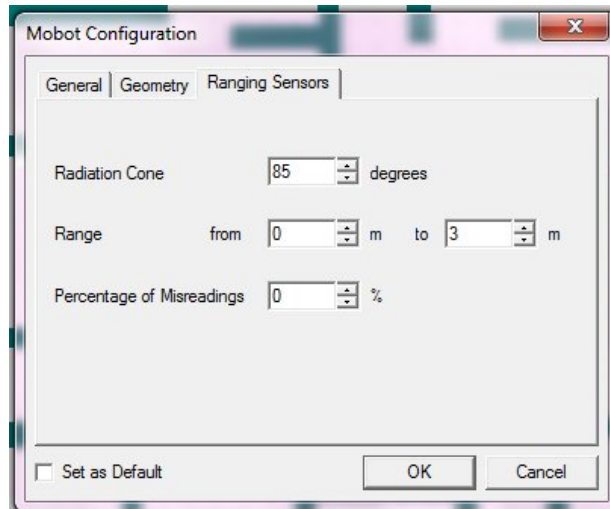 Mobot Configuration
General Geometry Ranging Sensors
Radiation Cone 85 degrees
Range from 0 m to 3 m
Percentage of Misreadings 0 %
Set as Default OK Cancel